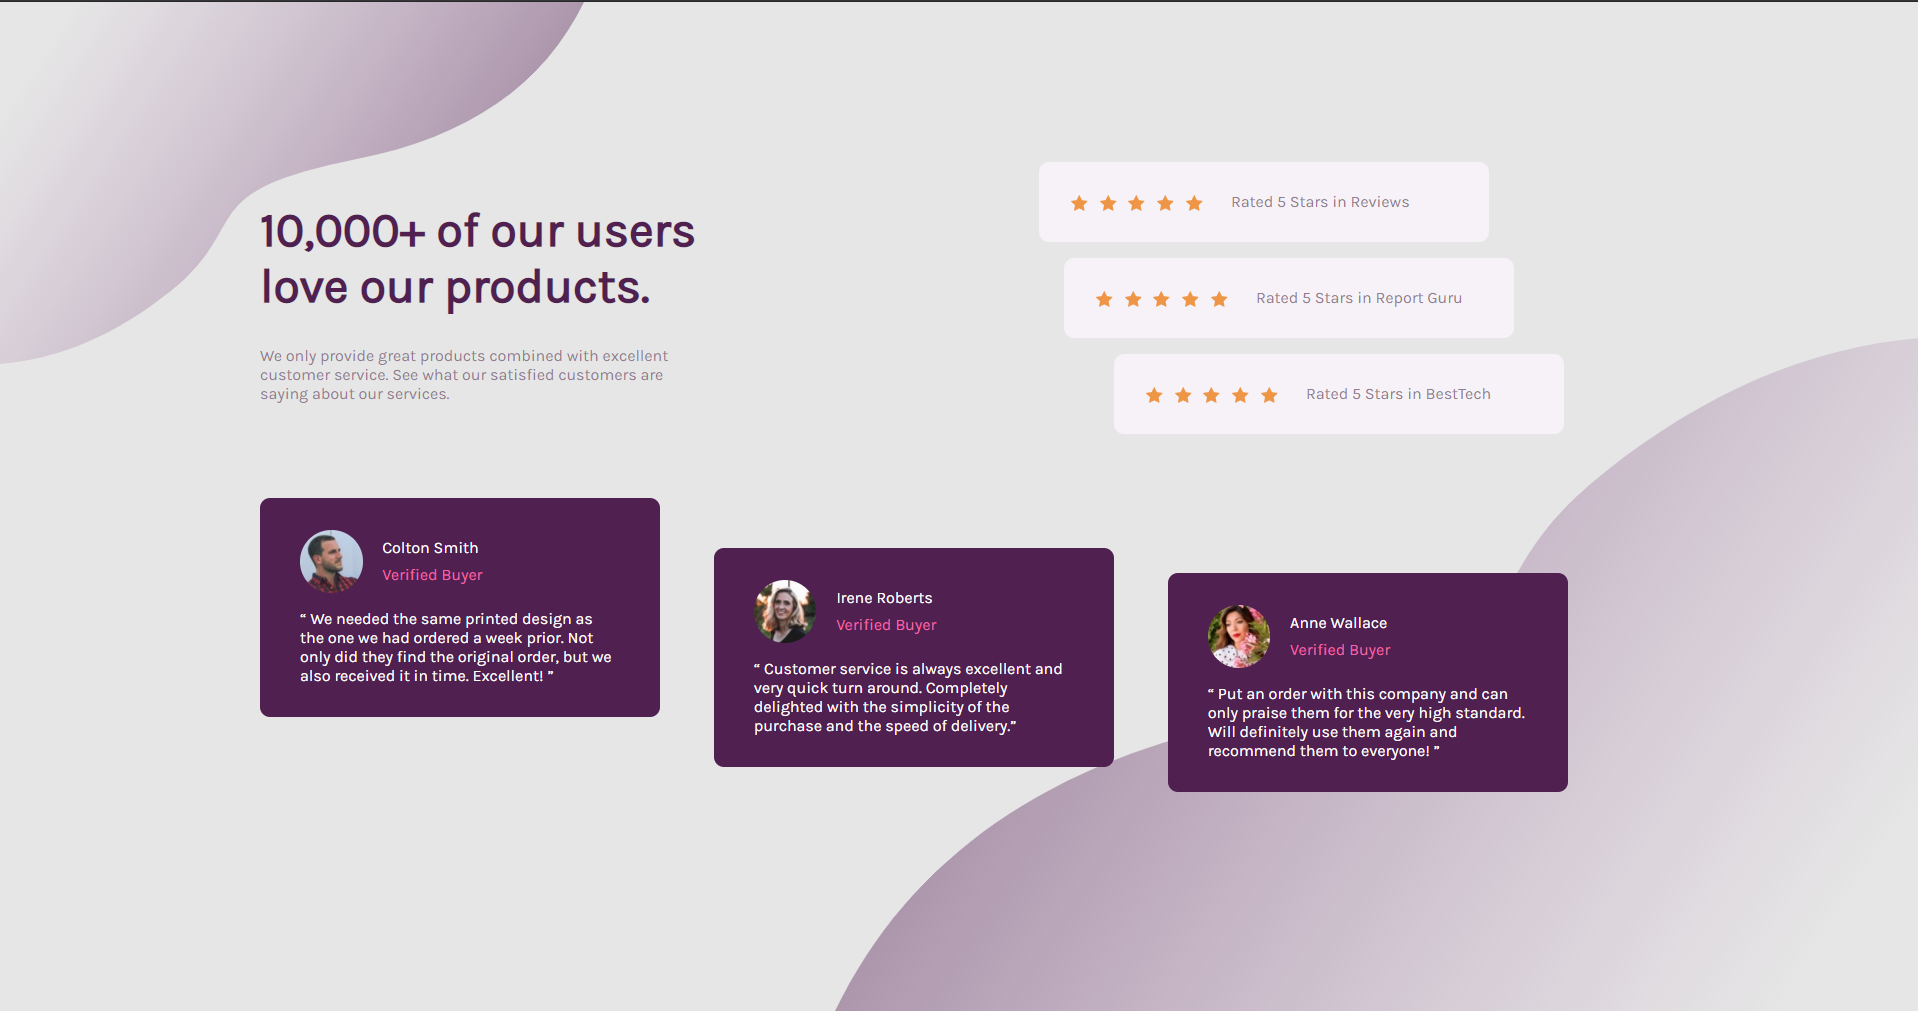 10,000+ of our users
love our products.
We only provide great products combined with excellent
customer service. See what our satisfied customers are
saying about our services.
Rated 5 Stars in Reviews
Rated 5 Stars in Report Guru
Rated 5 Stars in BestTech
Colton Smith
Verified Buyer
“ We needed the same printed design as
the one we had ordered a week prior. Not
only did they find the original order, but we
also received it in time. Excellent! ”
Irene Roberts
Verified Buyer
“ Customer service is always excellent and
very quick turn around. Completely
delighted with the simplicity of the
purchase and the speed of delivery.”
Anne Wallace
Verified Buyer
“ Put an order with this company and can
only praise them for the very high standard.
Will definitely use them again and
recommend them to everyone! ”